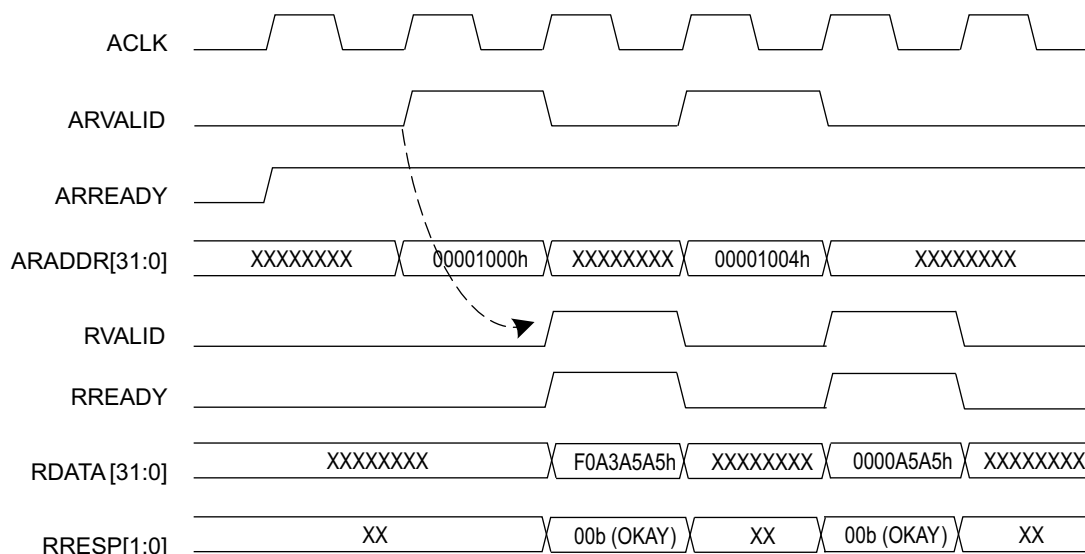 ACLK
ARVALID
ARREADY
ARADDR[31:0] XXXXXXXX 00001000h XXXXXXXX 00001004h XXXXXXXX
RVALID
RREADY
RDATA [31:0] XXXXXXXX F0A3A5A5h XXXXXXXX 0000A5A5h XXXXXXXX
RRESP[1:0] XX 00b (OKAY) XX 00b (OKAY) XX